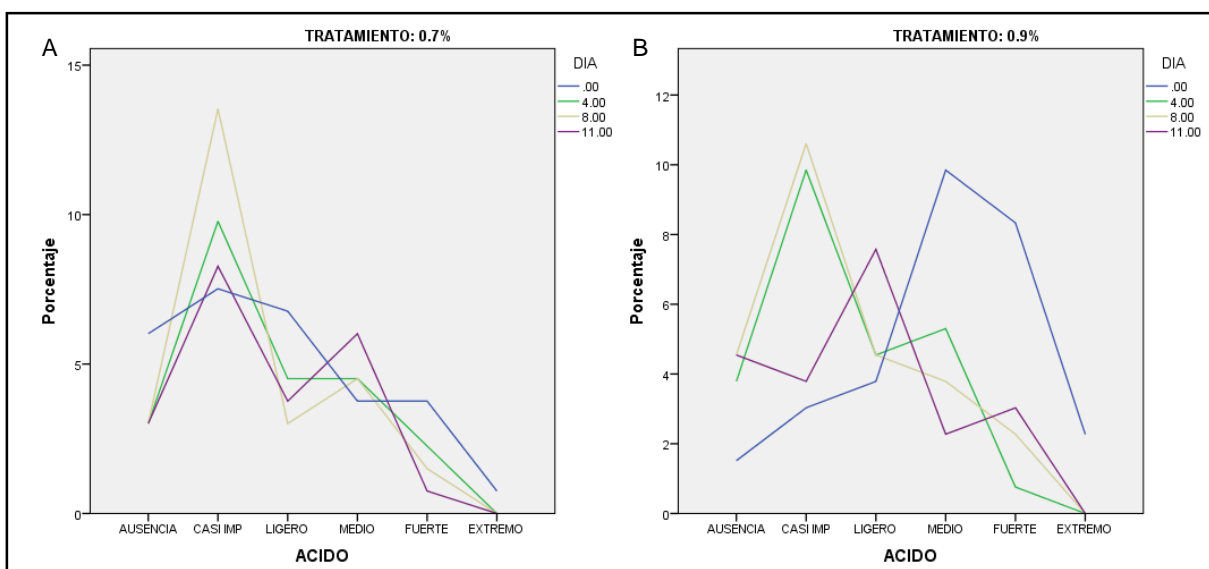 A
TRATAMIENTO: 0.7%
15
10
5
0
Porcentaje
AUSENCIA CASI IMP LIGERO MEDIO FUERTE EXTREMO
ACIDO
DIA
.00
4.00
8.00
11.00
B
TRATAMIENTO: 0.9%
12
10
8
6
4
2
0
Porcentaje
AUSENCIA CASI IMP LIGERO MEDIO FUERTE EXTREMO
ACIDO
DIA
.00
4.00
8.00
11.00